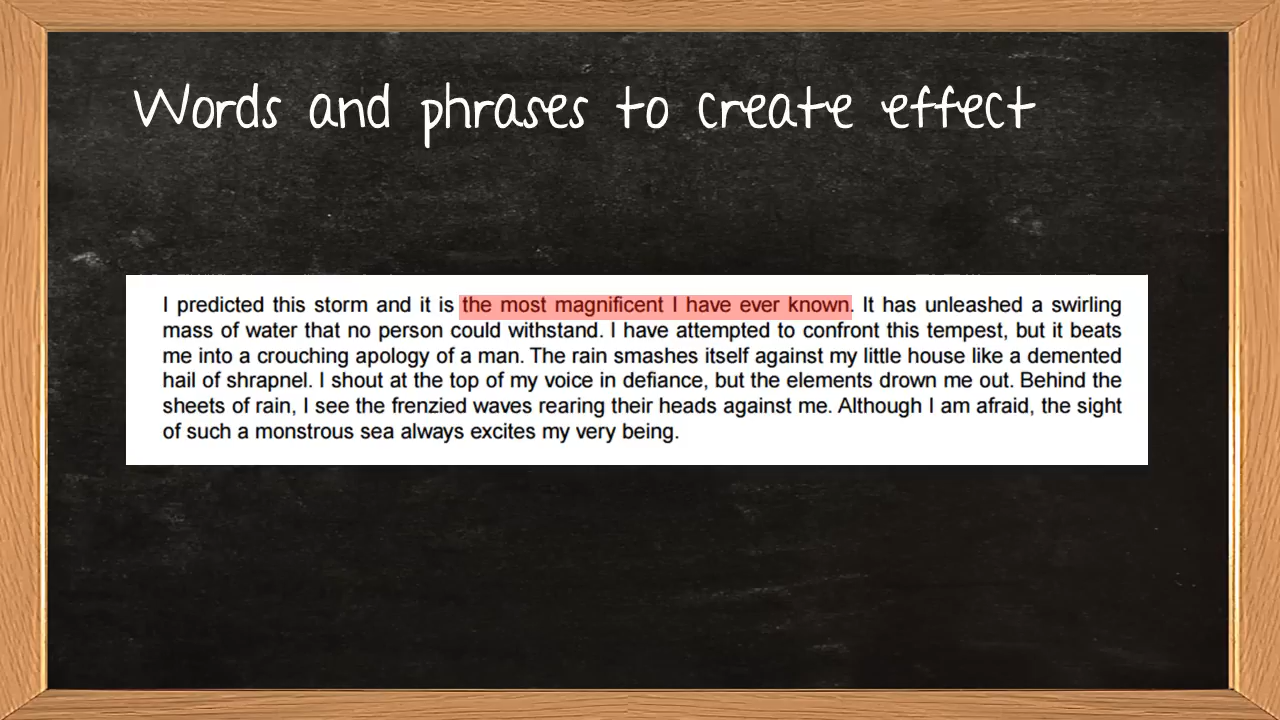 Words and phrases to create effect
I predicted this storm and it is the most magnificent I have ever known. It has unleashed a swirling
mass of water that no person could withstand. I have attempted to confront this tempest, but it beats
me into a crouching apology of a man. The rain smashes itself against my little house like a demented
hail of shrapnel. I shout at the top of my voice in defiance, but the elements drown me out. Behind the
sheets of rain, I see the frenzied waves rearing their heads against me. Although I am afraid, the sight
of such a monstrous sea always excites my very being.